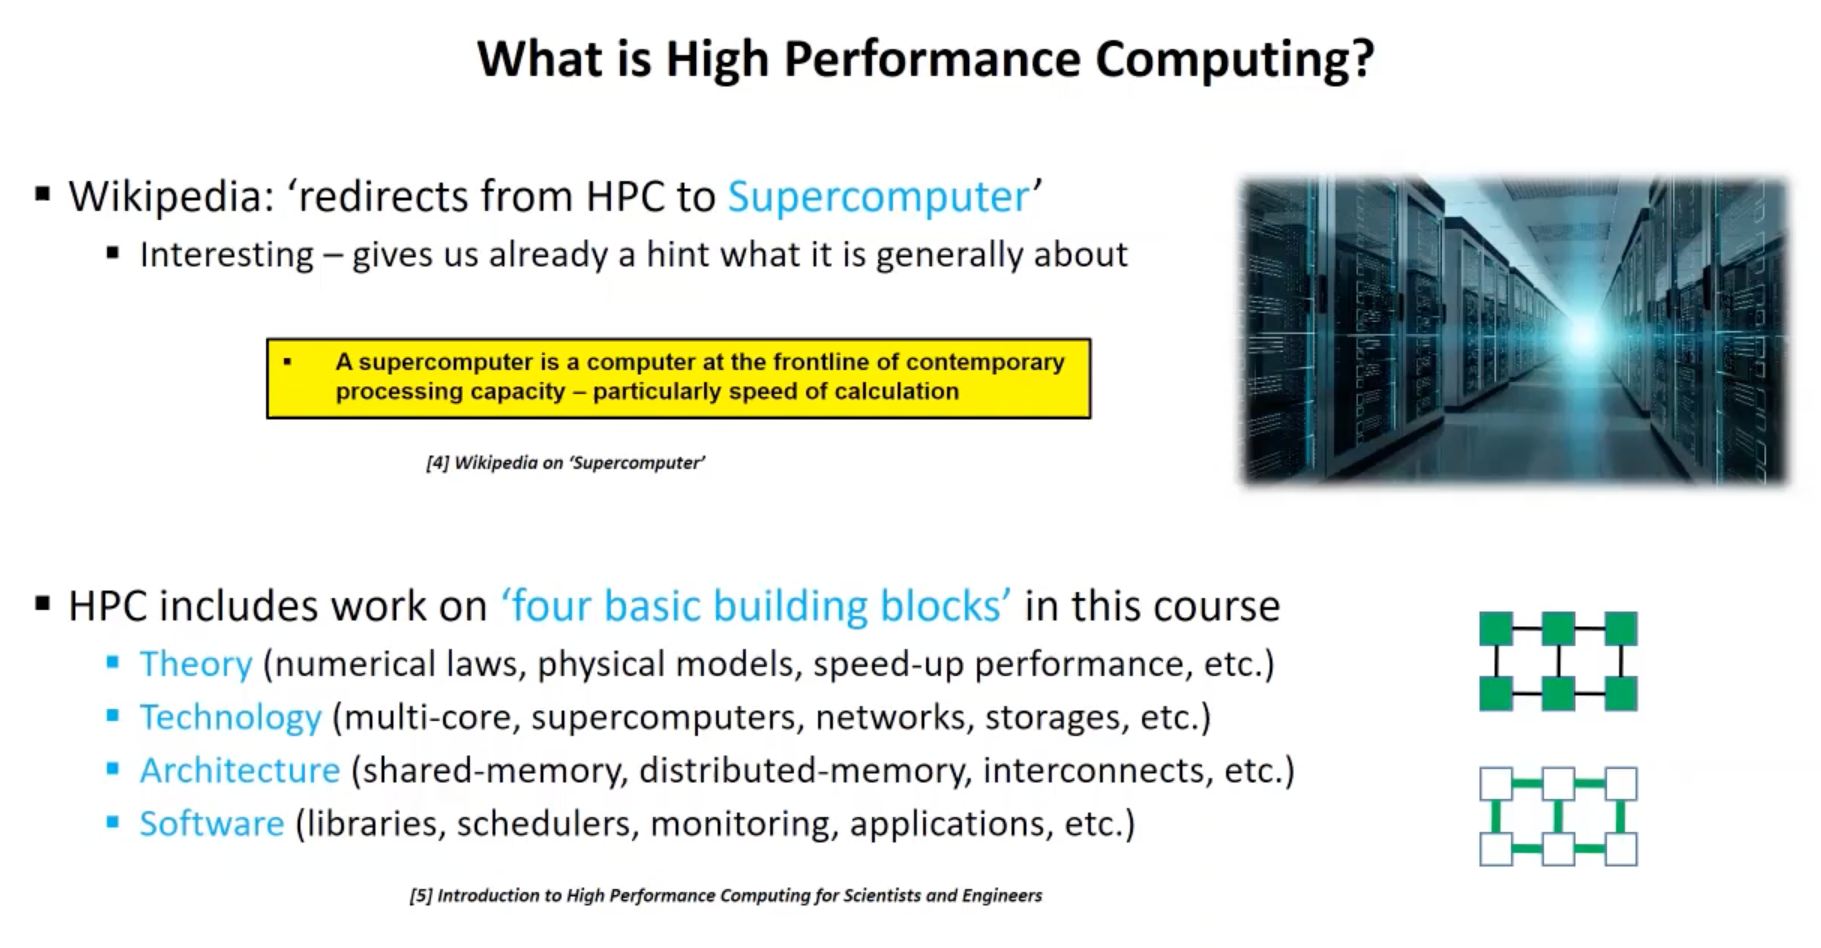 What is High Performance Computing?
▪ Wikipedia: ‘redirects from HPC to Supercomputer’
▪ Interesting – gives us already a hint what it is generally about
▪ A supercomputer is a computer at the frontline of contemporary
processing capacity – particularly speed of calculation
[4] Wikipedia on ‘Supercomputer’
▪ HPC includes work on ‘four basic building blocks’ in this course
▪ Theory (numerical laws, physical models, speed-up performance, etc.)
▪ Technology (multi-core, supercomputers, networks, storages, etc.)
▪ Architecture (shared-memory, distributed-memory, interconnects, etc.)
▪ Software (libraries, schedulers, monitoring, applications, etc.)
[5] Introduction to High Performance Computing for Scientists and Engineers